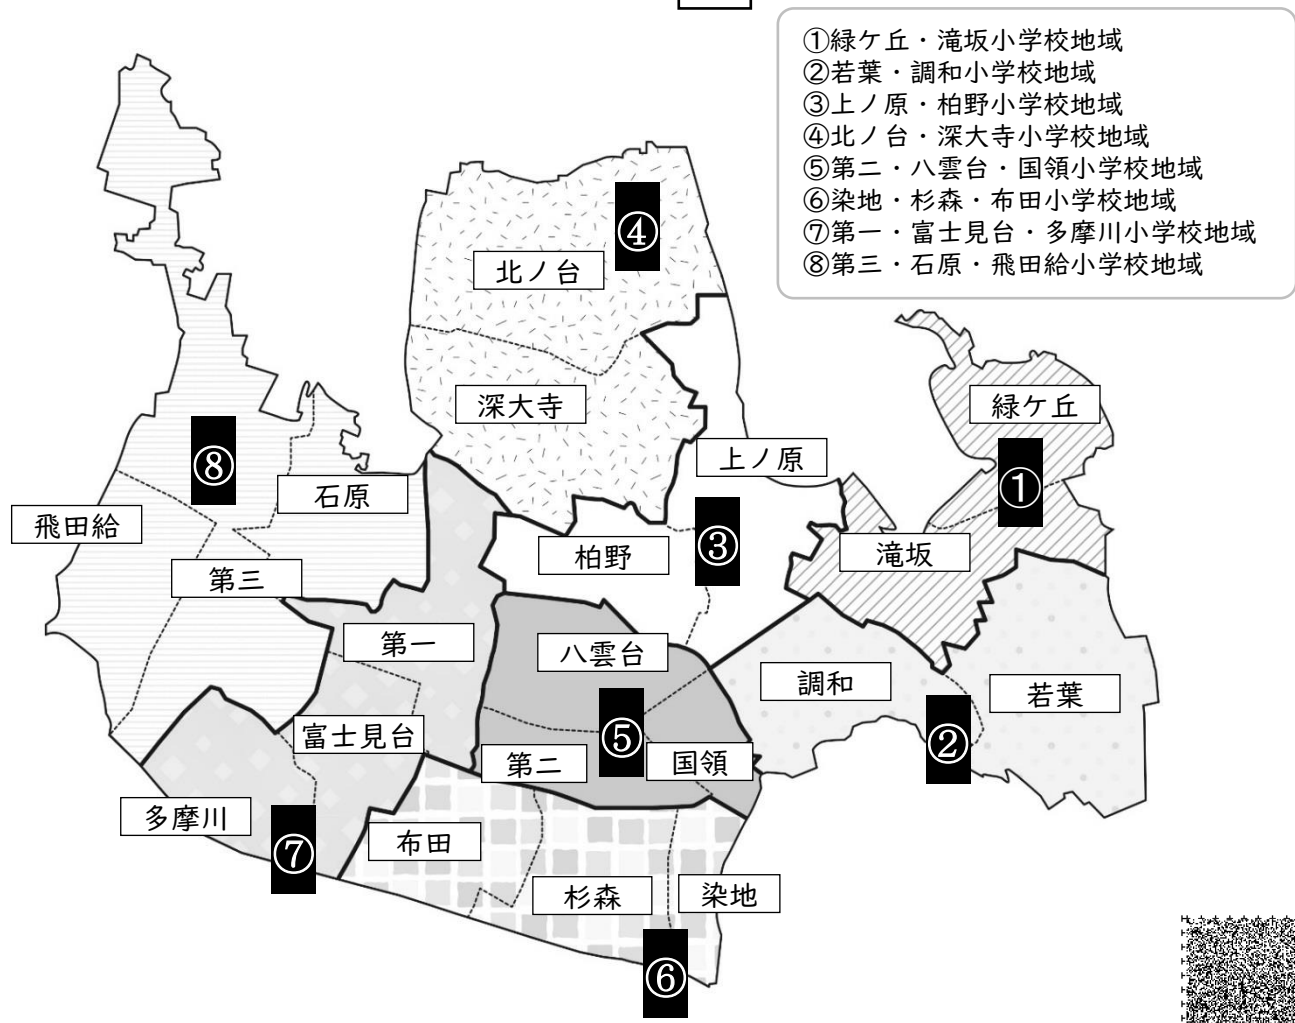 ①緑ケ丘・滝坂小学校地域
②若葉・調和小学校地域
③上ノ原・柏野小学校地域
④北ノ台・深大寺小学校地域
⑤第二・八雲台・国領小学校地域
⑥染地・杉森・布田小学校地域
⑦第一・富士見台・多摩川小学校地域
⑧第三・石原・飛田給小学校地域
④
北ノ台
深大寺
緑ケ丘
⑧
上ノ原
石原
①
飛田給
③
柏野
滝坂
第三
第一
八雲台
調和
若葉
富士見台
⑤
②
第二
国領
多摩川
布田
⑦
杉森
染地
⑥